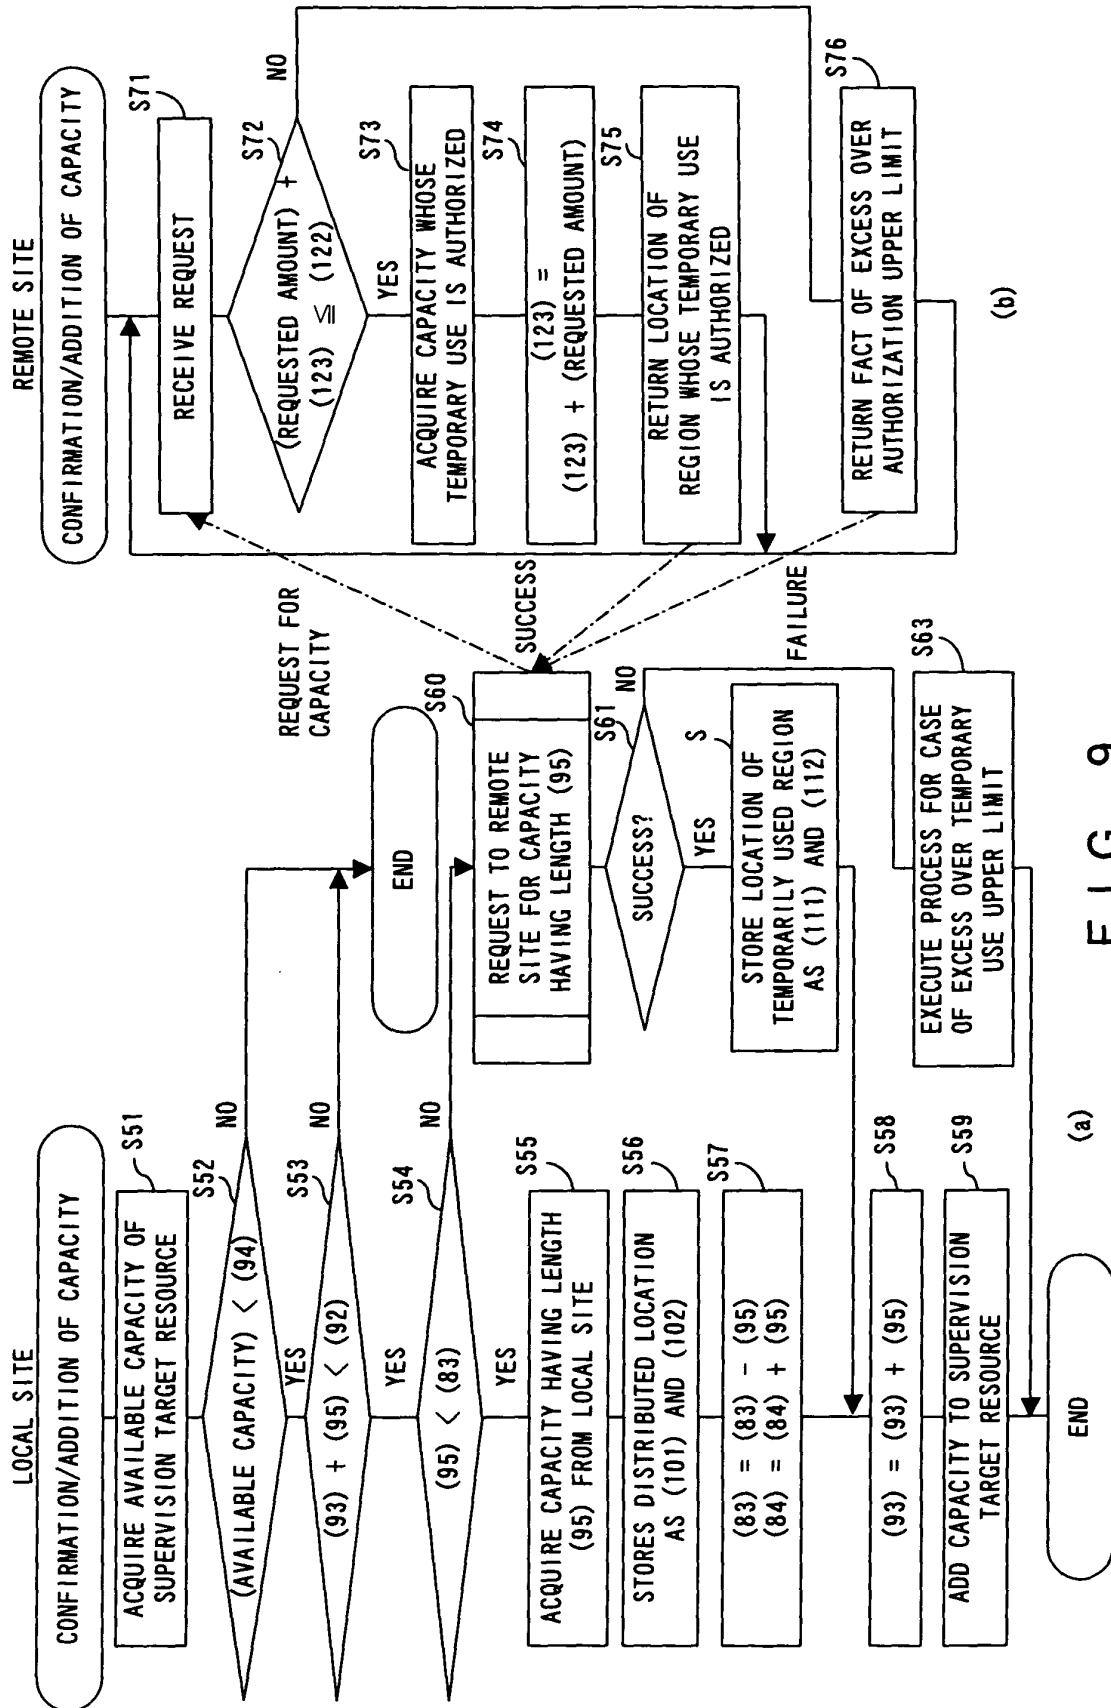 LOCAL SITE
CONFIRMATION/ADDITION OF CAPACITY
S51
ACQUIRE AVAILABLE CAPACITY OF
SUPERVISION TARGET RESOURCE
S52
(AVAILABLE CAPACITY) < (94)
NO
YES
S53
(93) + (95) < (92)
NO
YES
S54
(95) < (83)
NO
YES
S55
ACQUIRE CAPACITY HAVING LENGTH
(95) FROM LOCAL SITE
S56
STORES DISTRIBUTED LOCATION
AS (101) AND (102)
S57
(83) = (83) - (95)
(84) = (84) + (95)
S58
(93) = (93) + (95)
S59
ADD CAPACITY TO SUPERVISION
TARGET RESOURCE
END
(a)
END
S60
REQUEST TO REMOTE
SITE FOR CAPACITY
HAVING LENGTH (95)
S61
SUCCESS?
NO
YES
S
STORE LOCATION OF
TEMPORARILY USED REGION
AS (111) AND (112)
S63
EXECUTE PROCESS FOR CASE
OF EXCESS OVER TEMPORARY
USE UPPER LIMIT
REQUEST FOR
CAPACITY
SUCCESS
FAILURE
REMOTE SITE
CONFIRMATION/ADDITION OF CAPACITY
S71
RECEIVE REQUEST
S72
(REQUESTED AMOUNT) +
(123) ≦ (122)
NO
YES
S73
ACQUIRE CAPACITY WHOSE
TEMPORARY USE IS AUTHORIZED
S74
(123) =
(123) + (REQUESTED AMOUNT)
S75
RETURN LOCATION OF
REGION WHOSE TEMPORARY USE
IS AUTHORIZED
S76
RETURN FACT OF EXCESS OVER
AUTHORIZATION UPPER LIMIT
(b)
FIG. 9